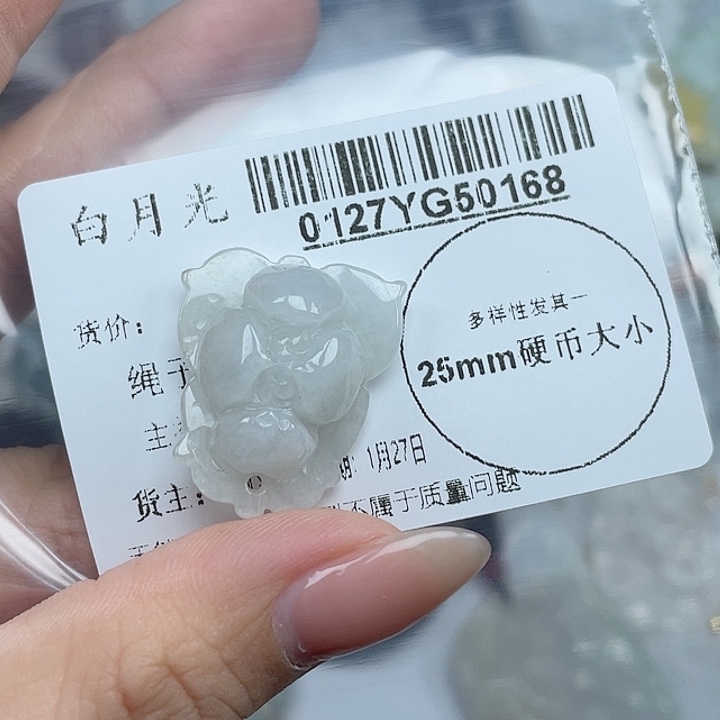 白月光
0127YG50168
多样性发其一
25mm硬币大小
货价:
绳子
主
货主:
期: 1月27日
不属于质量问题